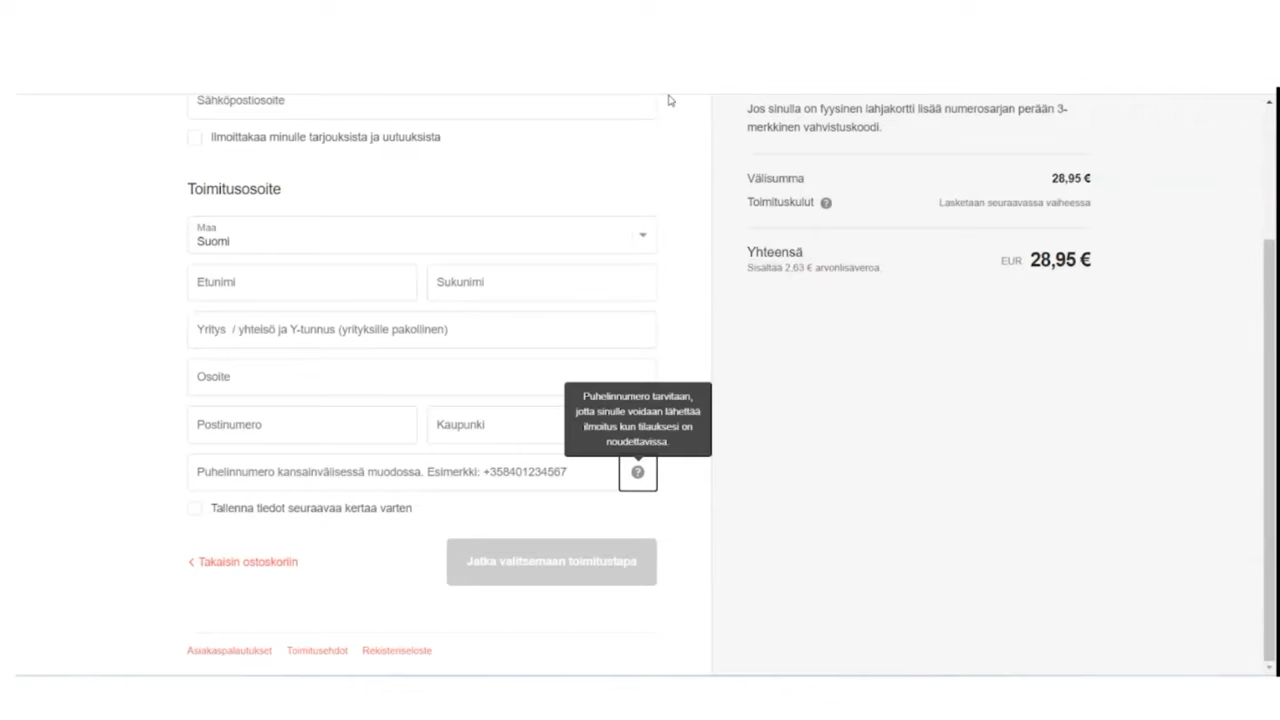 Sähköpostiosoite
Ilmoittakaa minulle tarjouksista ja uutuuksista
Toimitusosoite
Maa
Suomi
Etunimi
Sukunimi
Yritys / yhteisö ja Y-tunnus (yrityksille pakollinen)
Osoite
Postinumero
Kaupunki
Puhelinnumero tarvitaan,
jotta sinulle voidaan lähettää
ilmoitus kun tilauksesi on
noudettavissa.
Puhelinnumero kansainvälisessä muodossa. Esimerkki: +358401234567
?
Tallenna tiedot seuraavaa kertaa varten
< Takaisin ostoskoriin
Jatka valitsemaan toimitustapa
Asiakaspalautukset Toimitusehdot Rekisteriseloste
Jos sinulla on fyysinen lahjakortti lisää numerosarjan perään 3-
merkkinen vahvistuskoodi.
Välisumma 28,95 €
Toimituskulut ? Lasketaan seuraavassa vaiheessa
Yhteensä EUR 28,95 €
Sisältää 2,63 € arvonlisäveroa